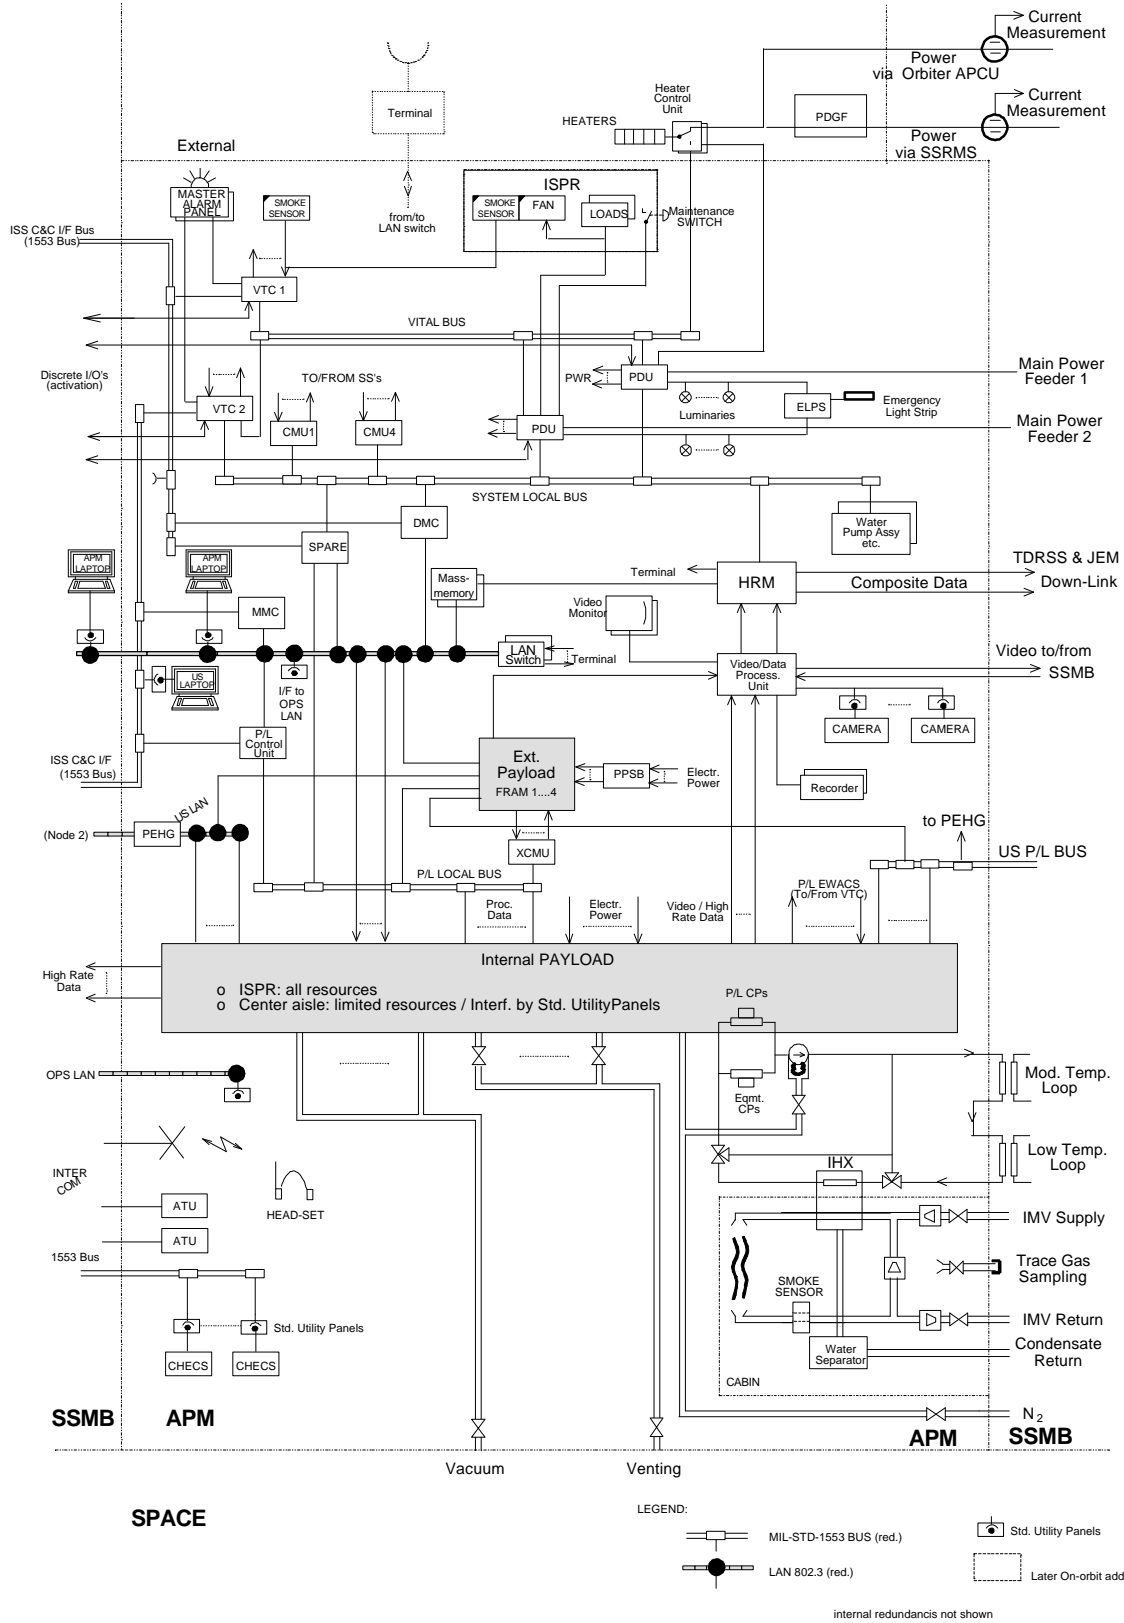 Current
Measurement
Power
via Orbiter APCU
Heater
Control
Unit
Current
Measurement
HEATERS
PDGF
Terminal
Power
via SSRMS
External
ISPR
MASTER
ALARM
PANEL
SMOKE
SENSOR
SMOKE
SENSOR
FAN
LOADS
Maintenance
SWITCH
from/to
LAN switch
ISS C&C I/F Bus
(1553 Bus)
VTC 1
VITAL BUS
Discrete I/O's
(activation)
TO/FROM SS's
PWR
PDU
Main Power
Feeder 1
VTC 2
CMU1
CMU4
PDU
Luminaries
ELPS
Emergency
Light Strip
Main Power
Feeder 2
SYSTEM LOCAL BUS
DMC
SPARE
Water
Pump Assy
etc.
APM
LAPTOP
APM
LAPTOP
Mass-
memory
Terminal
HRM
TDRSS & JEM
Composite Data
Down-Link
MMC
Video
Monitor
LAN
Switch
Terminal
Video/Data
Process.
Unit
Video to/from
SSMB
US
LAPTOP
I/F to
OPS
LAN
CAMERA
CAMERA
P/L
Control
Unit
ISS C&C I/F
(1553 Bus)
Ext.
Payload
FRAM 1....4
PPSB
Electr.
Power
Recorder
US LAN
(Node 2)
PEHG
to PEHG
XCMU
US P/L BUS
P/L LOCAL BUS
P/L EWACS
(To/From VTC)
Proc.
Data
Electr.
Power
Video / High
Rate Data
Internal PAYLOAD
High Rate
Data
o ISPR: all resources
o Center aisle: limited resources / Interf. by Std. UtilityPanels
P/L CPs
OPS LAN
Eqmt.
CPs
Mod. Temp.
Loop
INTER
COM
IHX
Low Temp.
Loop
ATU
HEAD-SET
ATU
IMV Supply
1553 Bus
Trace Gas
Sampling
SMOKE
SENSOR
Std. Utility Panels
IMV Return
CHECS
CHECS
Water
Separator
Condensate
Return
CABIN
SSMB
APM
N2
APM
SSMB
Vacuum
Venting
SPACE
LEGEND:
MIL-STD-1553 BUS (red.)
Std. Utility Panels
LAN 802.3 (red.)
Later On-orbit add
internal redundancis not shown